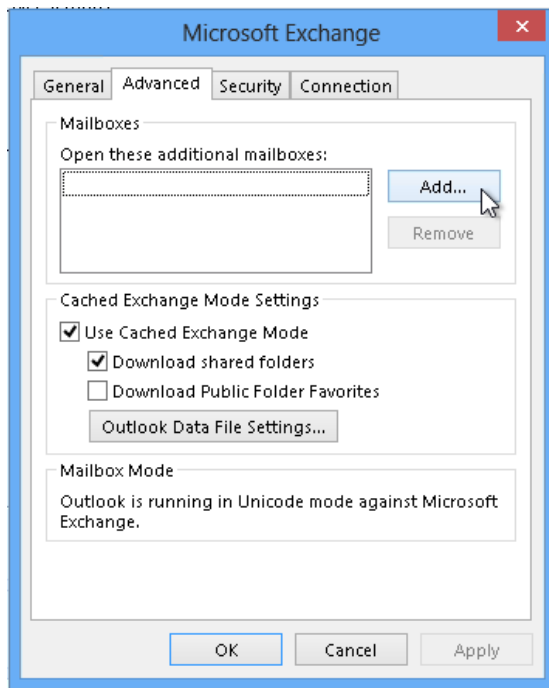 Microsoft Exchange
General Advanced Security Connection
Mailboxes
Open these additional mailboxes:
Add...
Remove
Cached Exchange Mode Settings
Use Cached Exchange Mode
Download shared folders
Download Public Folder Favorites
Outlook Data File Settings...
Mailbox Mode
Outlook is running in Unicode mode against Microsoft
Exchange.
OK Cancel Apply